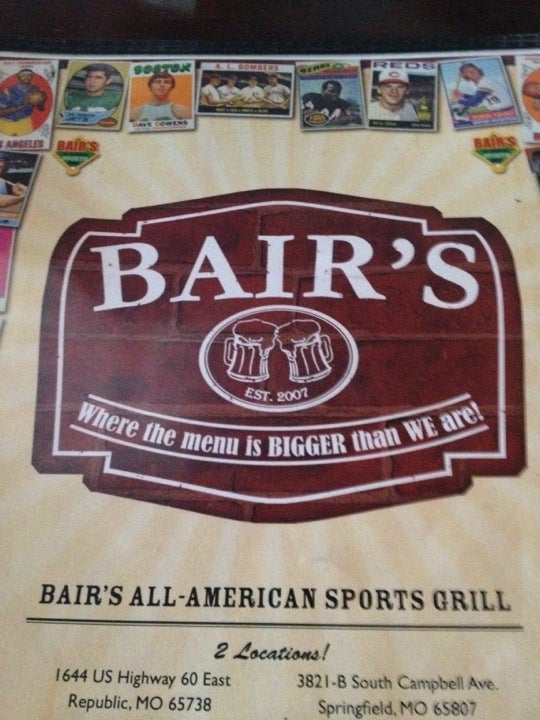 BOSTON
A. L. BOMBERS
REDS
DAVE COWENS
ANGELES
BAIR'S
BAIR'S
BAIR'S
EST. 2007
Where the menu is BIGGER than WE are!
BAIR'S ALL-AMERICAN SPORTS GRILL
2 Locations!
1644 US Highway 60 East
Republic, MO 65738
3821-B South Campbell Ave.
Springfield, MO 65807